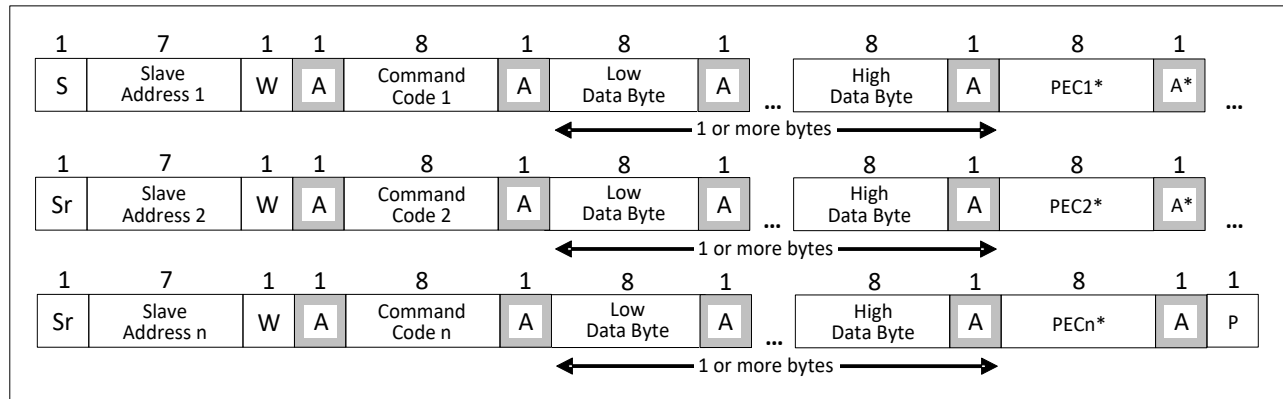 1 7 1 1 8 1 8 1 8 1 8 1
S Slave Address 1 W A Command Code 1 A Low Data Byte A ... High Data Byte A PEC1* A* ...
1 or more bytes
1 7 1 1 8 1 8 1 8 1 8 1
Sr Slave Address 2 W A Command Code 2 A Low Data Byte A ... High Data Byte A PEC2* A* ...
1 or more bytes
1 7 1 1 8 1 8 1 8 1 8 1 1
Sr Slave Address n W A Command Code n A Low Data Byte A ... High Data Byte A PECn* A P
1 or more bytes